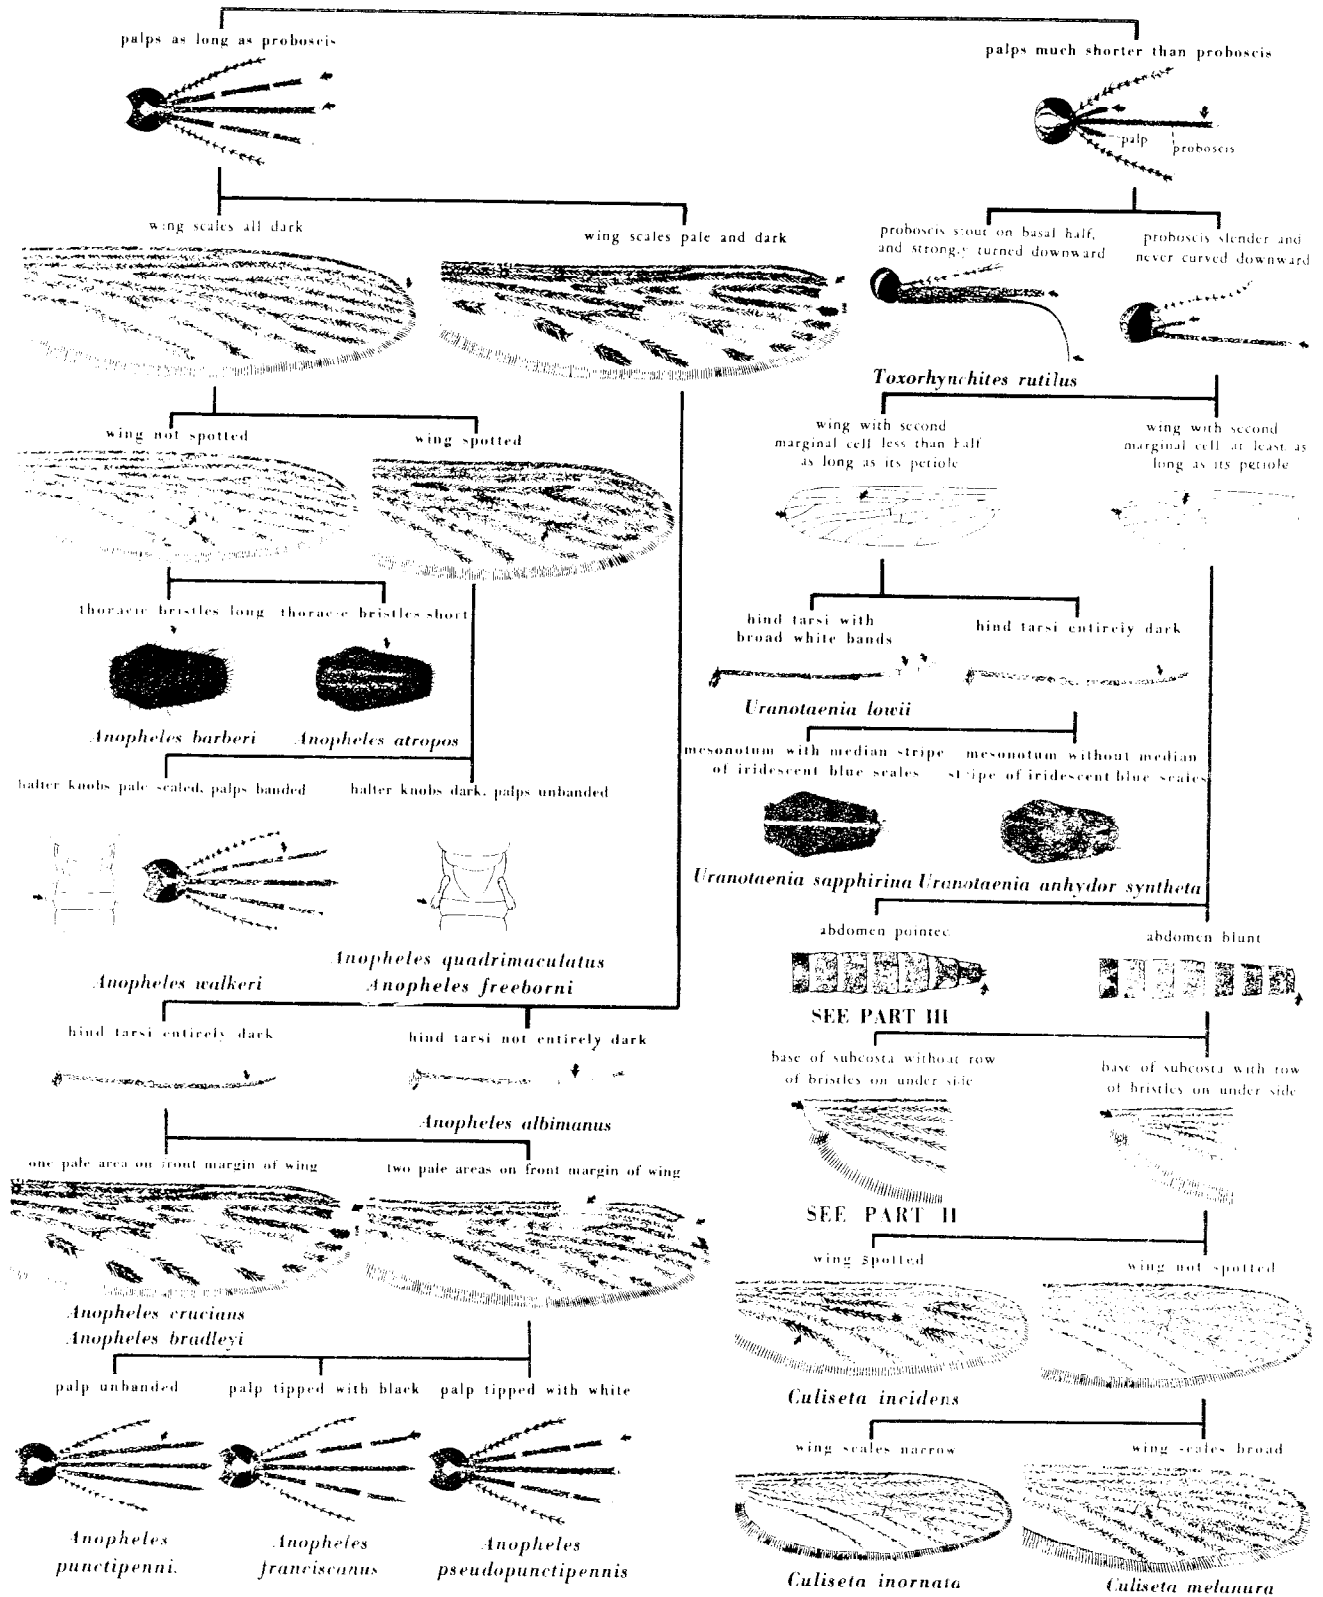 palps as long as proboscis
palps much shorter than proboscis
palp
proboscis
wing scales all dark
wing scales pale and dark
proboscis stout on basal half,
and strongly turned downward
proboscis slender and
never curved downward
Toxorhynchites rutilus
wing not spotted
wing spotted
wing with second
marginal cell less than half
as long as its petiole
wing with second
marginal cell at least as
long as its petiole
thoracic bristles long
thoracic bristles short
Anopheles barberi
Anopheles atropos
hind tarsi with
broad white bands
hind tarsi entirely dark
Uranotaenia lowii
halter knobs pale scaled, palps banded
halter knobs dark, palps unbanded
mesonotum with median stripe
of iridescent blue scales
mesonotum without median
stripe of iridescent blue scales
Uranotaenia sapphirina
Uranotaenia anhydor syntheta
Anopheles walkeri
Anopheles quadrimaculatus
Anopheles freeborni
abdomen pointed
abdomen blunt
SEE PART III
hind tarsi entirely dark
hind tarsi not entirely dark
Anopheles albimanus
base of subcosta without row
of bristles on under side
base of subcosta with row
of bristles on under side
SEE PART II
one pale area on front margin of wing
two pale areas on front margin of wing
Anopheles crucians
Anopheles bradleyi
wing spotted
wing not spotted
Culiseta incidens
palp unbanded
palp tipped with black
palp tipped with white
wing scales narrow
wing scales broad
Anopheles
punctipenni.
Anopheles
franciscanus
Anopheles
pseudopunctipennis
Culiseta inornata
Culiseta melanura